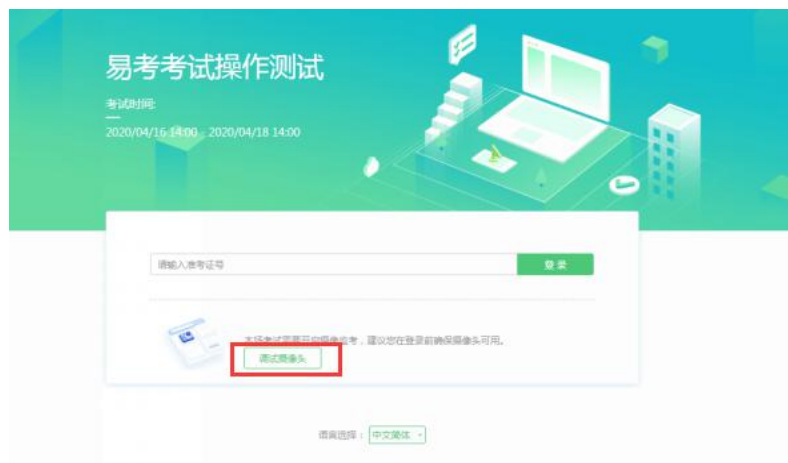 易考考试操作测试
考试时间:
2020/04/16 14:00 - 2020/04/18 14:00
请输入准考证号
登录
本场考试需要开启摄像监考，建议您在登录前确保摄像头可用。
调试摄像头
语言选择：
中文简体